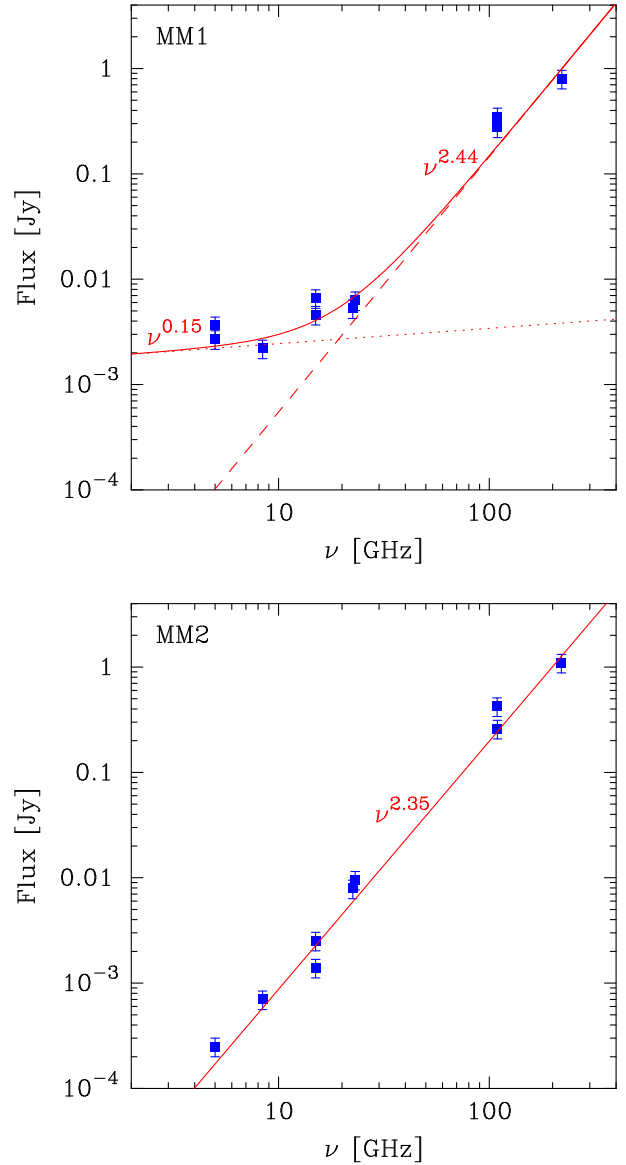 MM1
1
0.1
0.01
10⁻³
10⁻⁴
Flux [Jy]
ν^2.44
ν^0.15
10
100
ν [GHz]
MM2
1
0.1
0.01
10⁻³
10⁻⁴
Flux [Jy]
ν^2.35
10
100
ν [GHz]